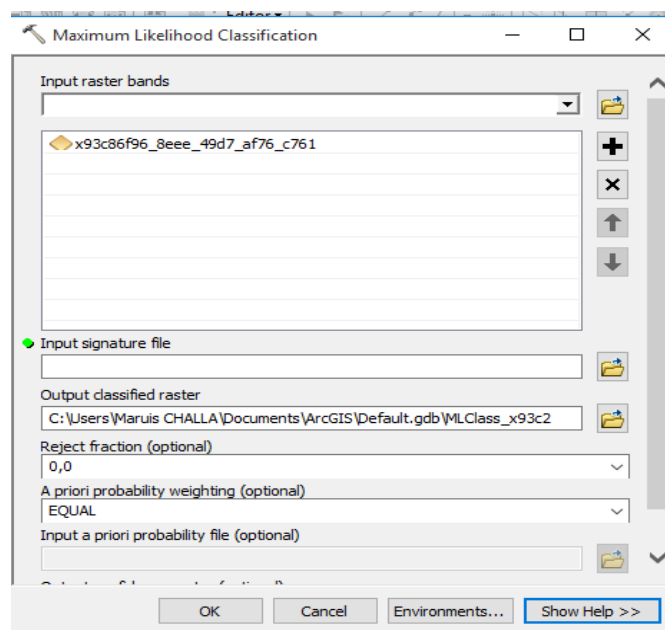 Editor
Maximum Likelihood Classification
Input raster bands
x93c86f96_8eee_49d7_af76_c761
Input signature file
Output classified raster
C:\Users\Maruis CHALLA\Documents\ArcGIS\Default.gdb\MLClass_x93c2
Reject fraction (optional)
0,0
A priori probability weighting (optional)
EQUAL
Input a priori probability file (optional)
OK Cancel Environments... Show Help >>